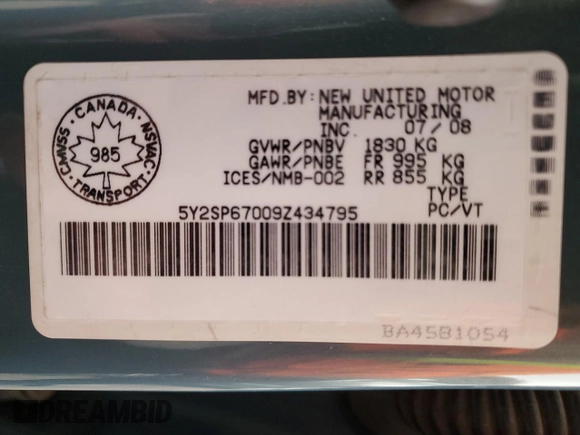 CANADA
CMVSS · NSVAC
985
TRANSPORT
MFD.BY: NEW UNITED MOTOR
MANUFACTURING
INC. 07/08
GVWR/PNBV 1830 KG
GAWR/PNBE FR 995 KG
ICES/NMB-002 RR 855 KG
TYPE
5Y2SP67009Z434795 PC/VT
BA45B1054
DREAMBID